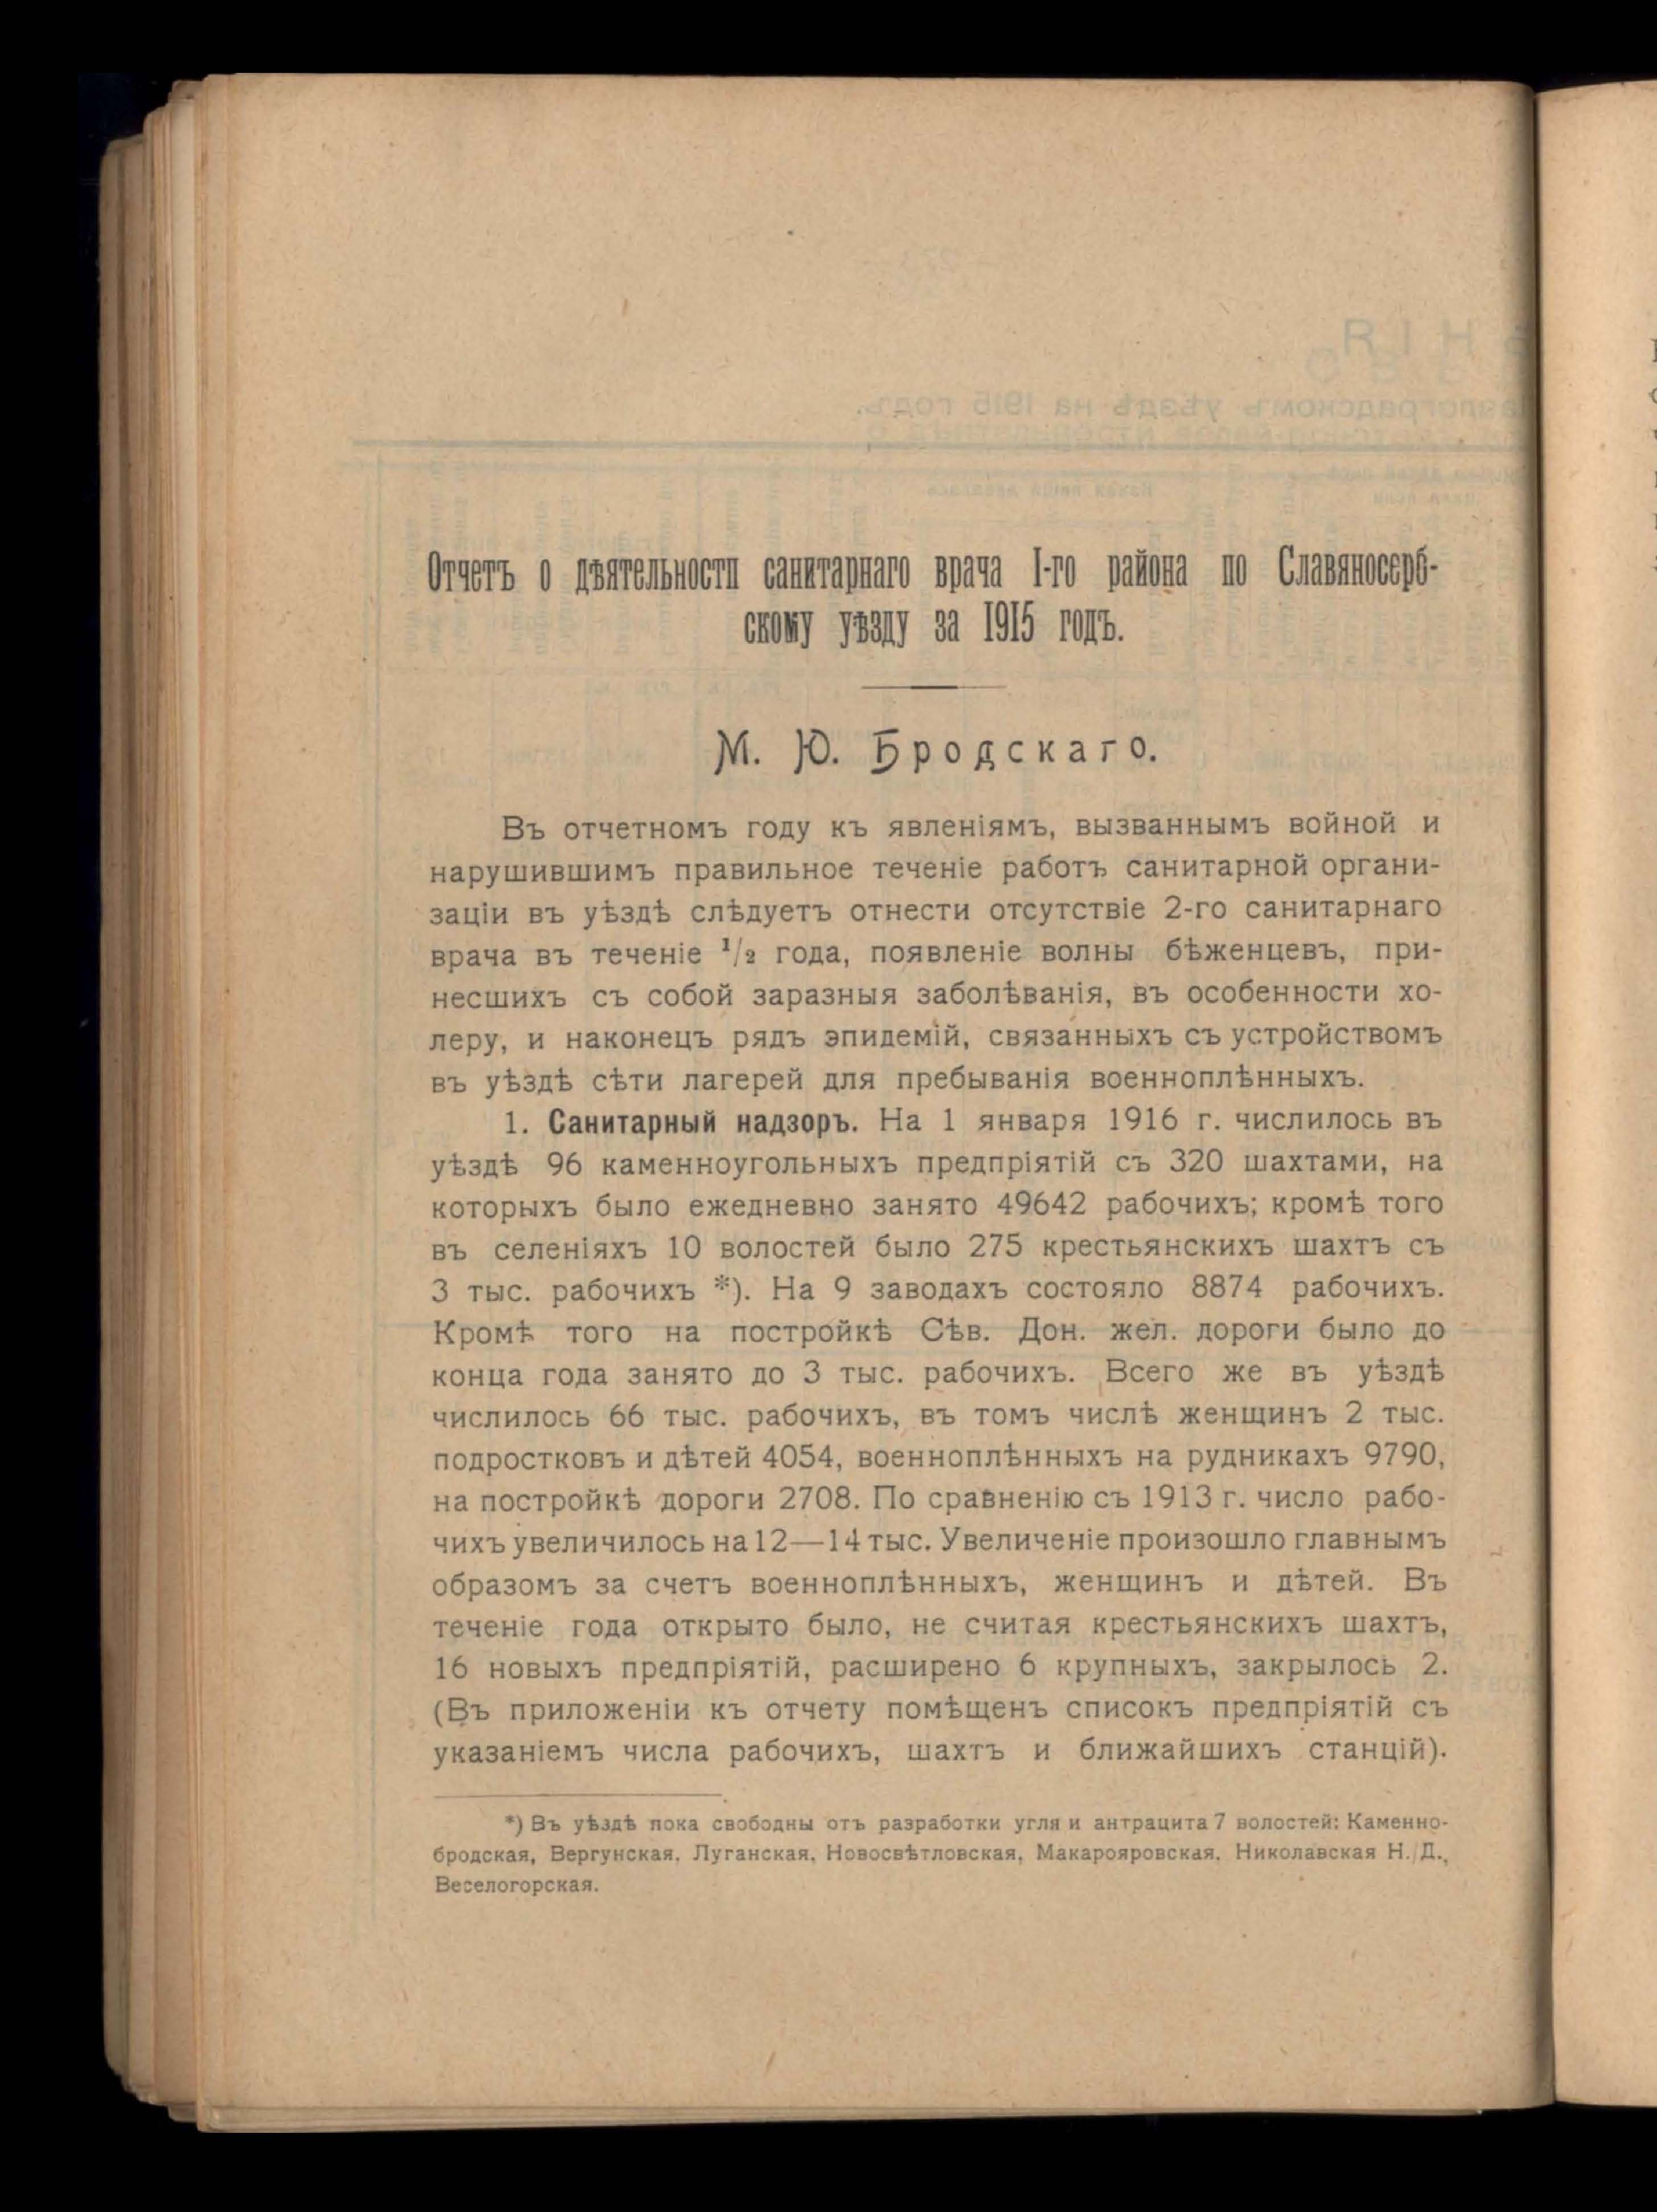 Отчетъ о дѣятельности санитарнаго врача I-го района по Славяносерб-
скому уѣзду за 1915 годъ.
М. Ю. Бродскаго.
Въ отчетномъ году къ явленіямъ, вызваннымъ войной и
нарушившимъ правильное теченіе работъ санитарной органи-
заціи въ уѣздѣ слѣдуетъ отнести отсутствіе 2-го санитарнаго
врача въ теченіе ¹/₂ года, появленіе волны бѣженцевъ, при-
несшихъ съ собой заразныя заболѣванія, въ особенности хо-
леру, и наконецъ рядъ эпидемій, связанныхъ съ устройствомъ
въ уѣздѣ сѣти лагерей для пребыванія военноплѣнныхъ.
1. Санитарный надзоръ. На 1 января 1916 г. числилось въ
уѣздѣ 96 каменноугольныхъ предпріятій съ 320 шахтами, на
которыхъ было ежедневно занято 49642 рабочихъ; кромѣ того
въ селеніяхъ 10 волостей было 275 крестьянскихъ шахтъ съ
3 тыс. рабочихъ *). На 9 заводахъ состояло 8874 рабочихъ.
Кромѣ того на постройкѣ Сѣв. Дон. жел. дороги было до
конца года занято до 3 тыс. рабочихъ. Всего же въ уѣздѣ
числилось 66 тыс. рабочихъ, въ томъ числѣ женщинъ 2 тыс.
подростковъ и дѣтей 4054, военноплѣнныхъ на рудникахъ 9790,
на постройкѣ дороги 2708. По сравненію съ 1913 г. число рабо-
чихъ увеличилось на 12—14 тыс. Увеличеніе произошло главнымъ
образомъ за счетъ военноплѣнныхъ, женщинъ и дѣтей. Въ
теченіе года открыто было, не считая крестьянскихъ шахтъ,
16 новыхъ предпріятій, расширено 6 крупныхъ, закрылось 2.
(Въ приложеніи къ отчету помѣщенъ списокъ предпріятій съ
указаніемъ числа рабочихъ, шахтъ и ближайшихъ станцій).
*) Въ уѣздѣ пока свободны отъ разработки угля и антрацита 7 волостей: Каменно-
бродская, Вергунская, Луганская, Новосвѣтловская, Макарояровская, Николавская Н. Д.,
Веселогорская.